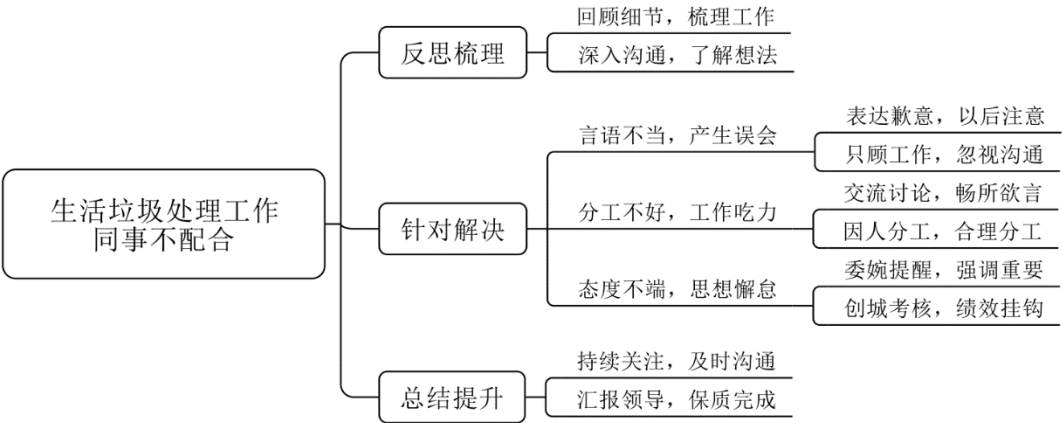 生活垃圾处理工作
同事不配合
反思梳理
回顾细节，梳理工作
深入沟通，了解想法
针对解决
言语不当，产生误会
表达歉意，以后注意
只顾工作，忽视沟通
分工不好，工作吃力
交流讨论，畅所欲言
因人分工，合理分工
态度不端，思想懈怠
委婉提醒，强调重要
创城考核，绩效挂钩
总结提升
持续关注，及时沟通
汇报领导，保质完成